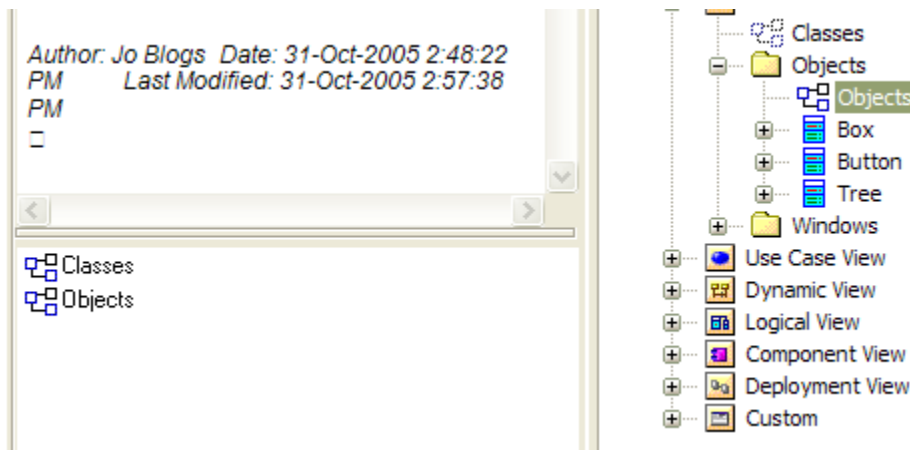 Author: Jo Blogs Date: 31-Oct-2005 2:48:22
PM Last Modified: 31-Oct-2005 2:57:38
PM
Classes
Objects
Classes
Objects
Objects
Box
Button
Tree
Windows
Use Case View
Dynamic View
Logical View
Component View
Deployment View
Custom